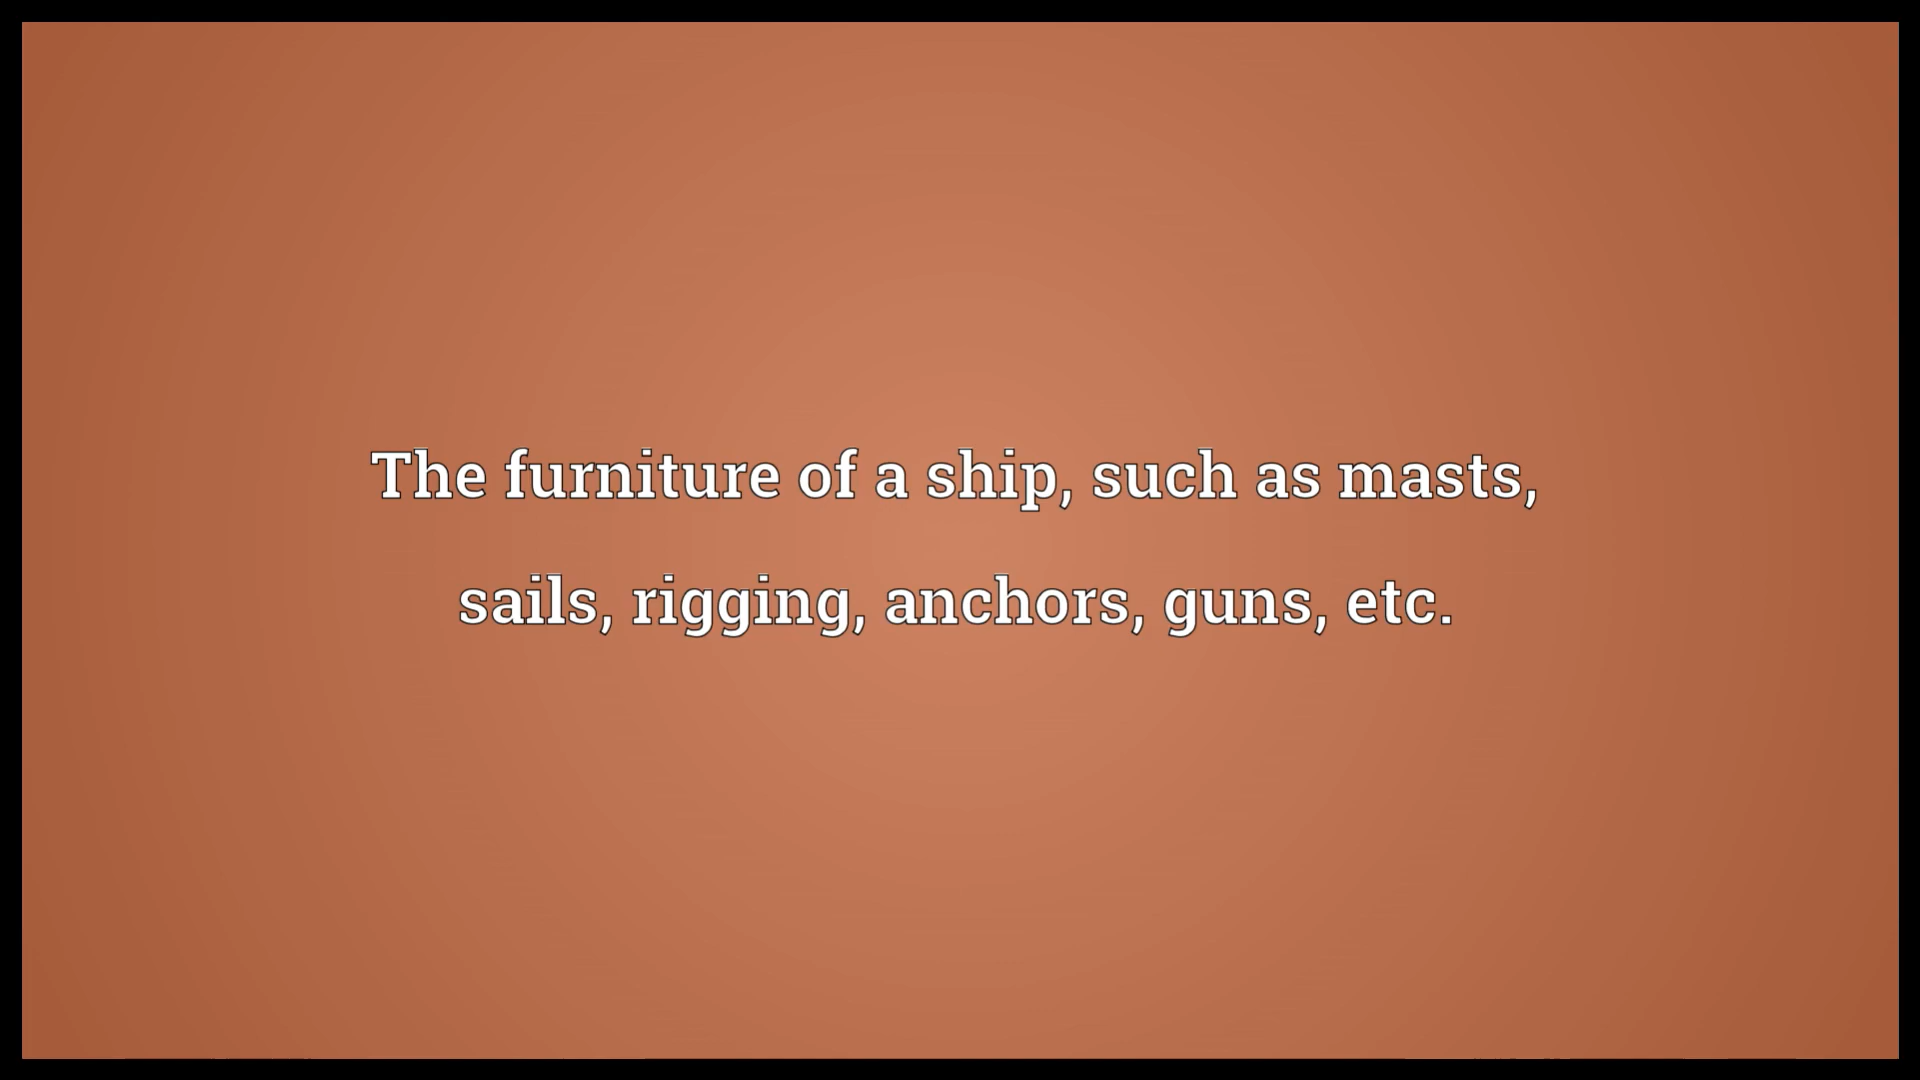 The furniture of a ship, such as masts,
sails, rigging, anchors, guns, etc.